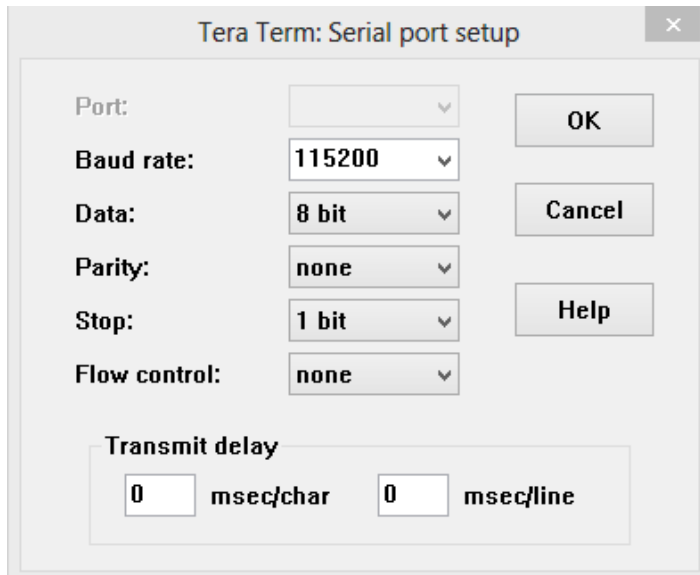 Tera Term: Serial port setup
×
Port:
OK
Baud rate: 115200
Data: 8 bit
Cancel
Parity: none
Stop: 1 bit
Help
Flow control: none
Transmit delay
0 msec/char 0 msec/line